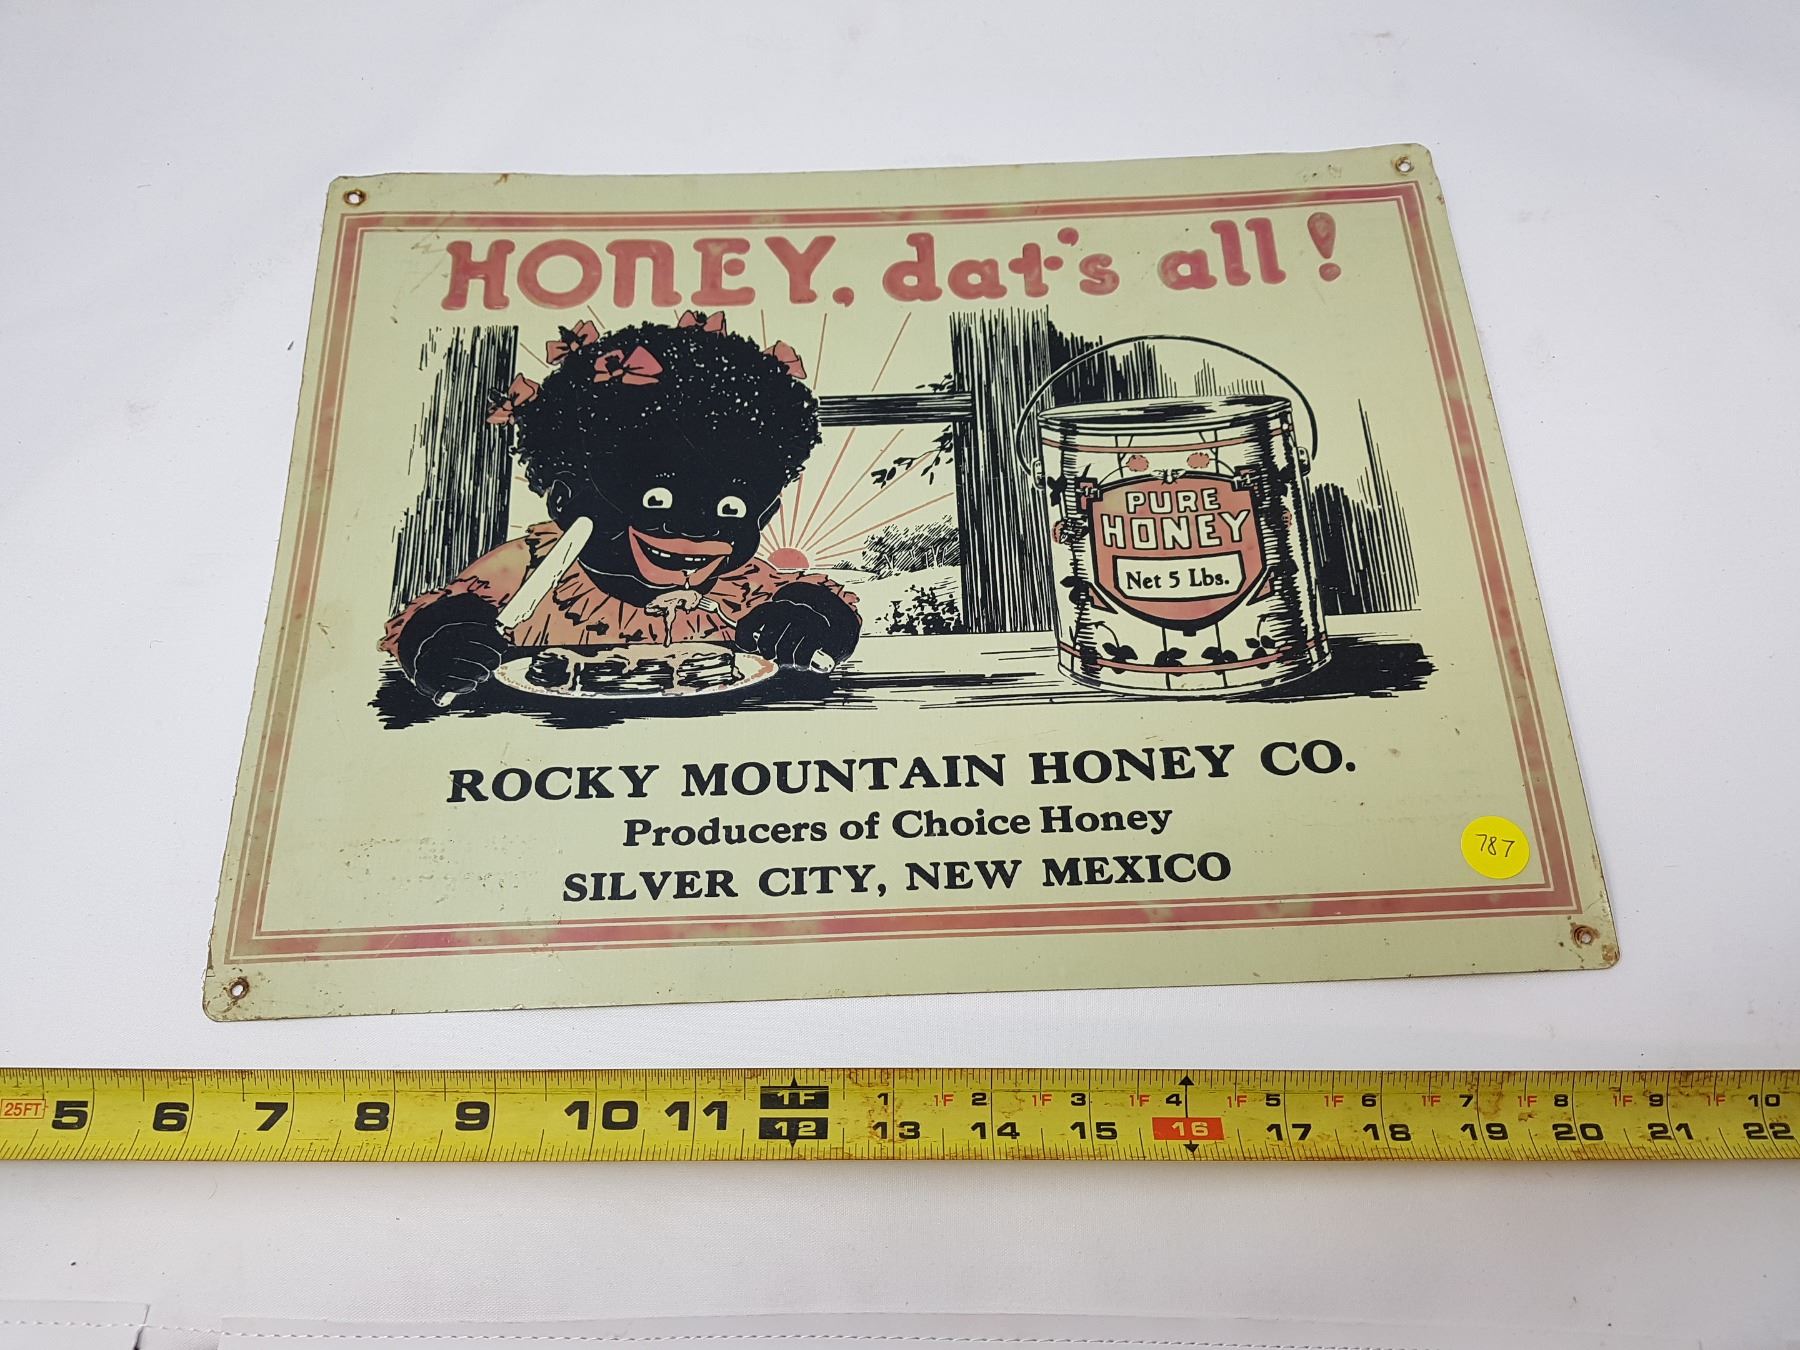 HONEY, dat's all!
PURE
HONEY
Net 5 Lbs.
ROCKY MOUNTAIN HONEY CO.
Producers of Choice Honey
SILVER CITY, NEW MEXICO
787
1F 1 1F 2 1F 3 1F 4 1F 5 1F 6 1F 7 1F 8 1F 9 1F 10
25FT 5 6 7 8 9 10 11 12 13 14 15 16 17 18 19 20 21 22